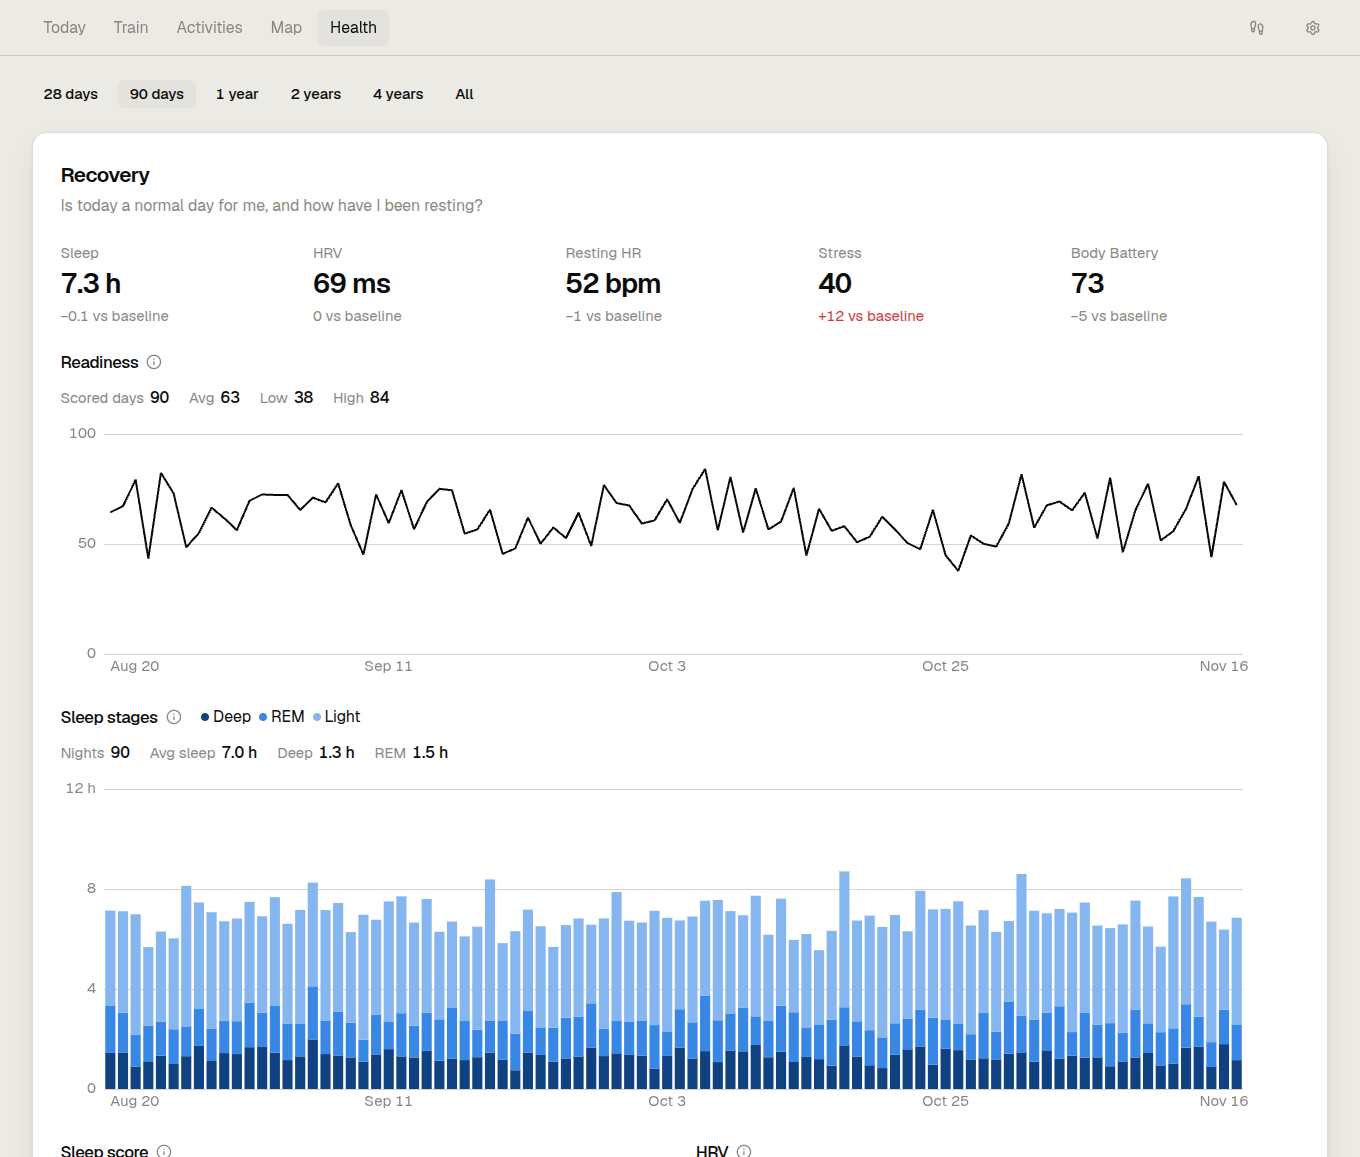 Today Train Activities Map Health
28 days 90 days 1 year 2 years 4 years All
Recovery
Is today a normal day for me, and how have I been resting?
Sleep HRV Resting HR Stress Body Battery
7.3 h 69 ms 52 bpm 40 73
−0.1 vs baseline 0 vs baseline −1 vs baseline +12 vs baseline −5 vs baseline
Readiness
Scored days 90 Avg 63 Low 38 High 84
100
50
0
Aug 20 Sep 11 Oct 3 Oct 25 Nov 16
Sleep stages Deep REM Light
Nights 90 Avg sleep 7.0 h Deep 1.3 h REM 1.5 h
12 h
8
4
0
Aug 20 Sep 11 Oct 3 Oct 25 Nov 16
Sleep score HRV